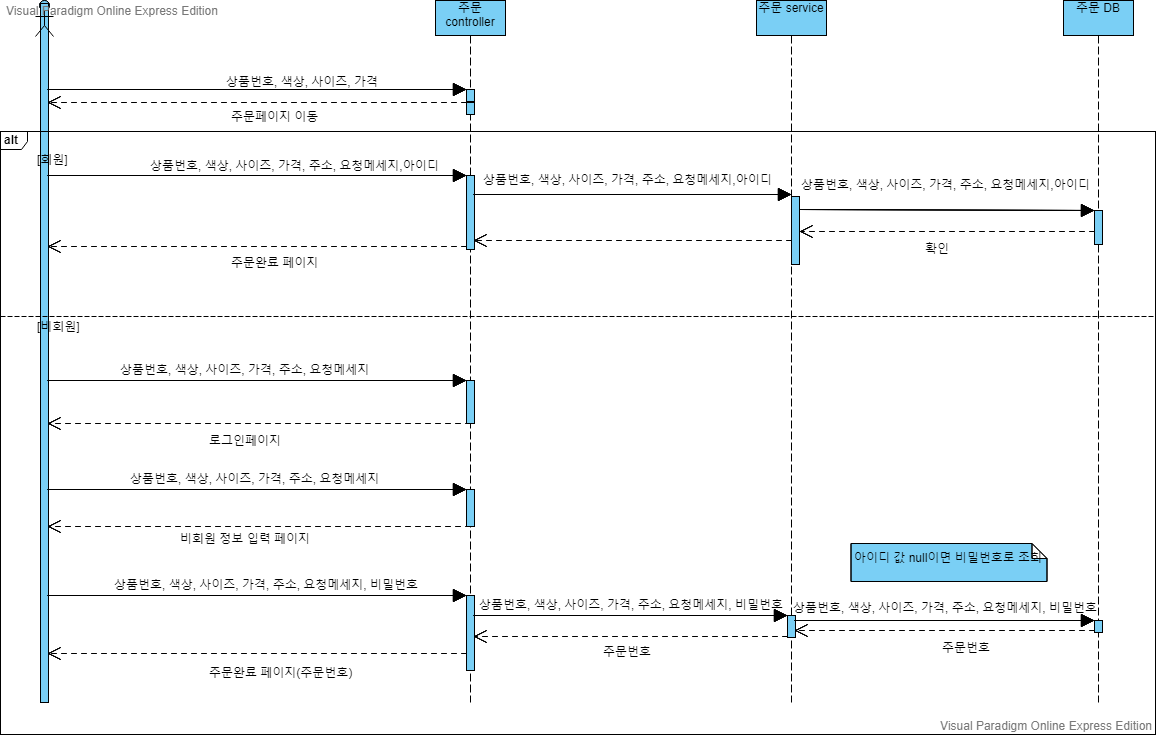 Visual Paradigm Online Express Edition
주문
controller
주문 service
주문 DB
상품번호, 색상, 사이즈, 가격
주문페이지 이동
alt
[회원]
상품번호, 색상, 사이즈, 가격, 주소, 요청메세지,아이디
상품번호, 색상, 사이즈, 가격, 주소, 요청메세지,아이디
상품번호, 색상, 사이즈, 가격, 주소, 요청메세지,아이디
확인
주문완료 페이지
[비회원]
상품번호, 색상, 사이즈, 가격, 주소, 요청메세지
로그인페이지
상품번호, 색상, 사이즈, 가격, 주소, 요청메세지
비회원 정보 입력 페이지
아이디 값 null이면 비밀번호로 조회
상품번호, 색상, 사이즈, 가격, 주소, 요청메세지, 비밀번호
상품번호, 색상, 사이즈, 가격, 주소, 요청메세지, 비밀번호
상품번호, 색상, 사이즈, 가격, 주소, 요청메세지, 비밀번호
주문번호
주문번호
주문완료 페이지(주문번호)
Visual Paradigm Online Express Edition